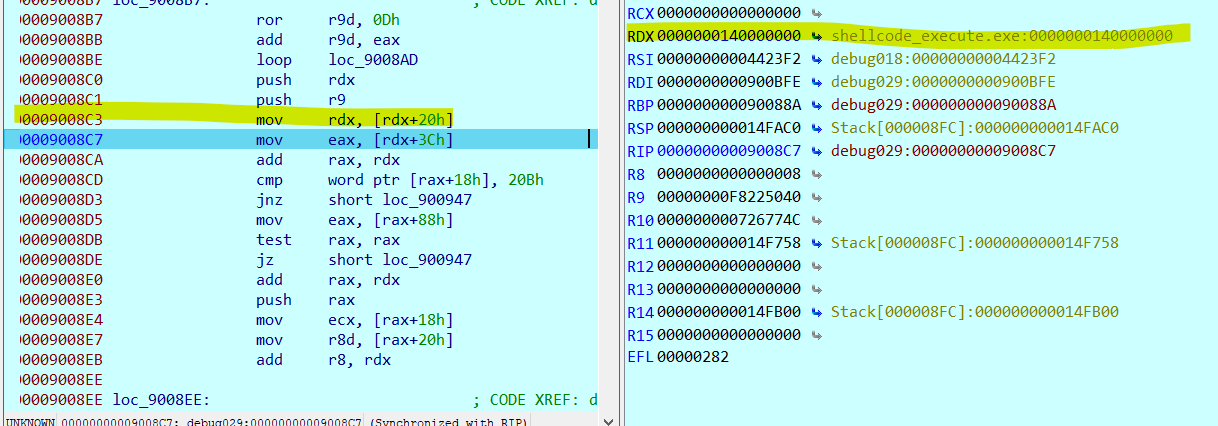 )00009008B7 loc_9008B7: ; CODE XREF: d
)00009008B7 ror r9d, 0Dh
)00009008BB add r9d, eax
)00009008BE loop loc_9008AD
)00009008C0 push rdx
)00009008C1 push r9
)00009008C3 mov rdx, [rdx+20h]
)00009008C7 mov eax, [rdx+3Ch]
)00009008CA add rax, rdx
)00009008CD cmp word ptr [rax+18h], 20Bh
)00009008D3 jnz short loc_900947
)00009008D5 mov eax, [rax+88h]
)00009008DB test rax, rax
)00009008DE jz short loc_900947
)00009008E0 add rax, rdx
)00009008E3 push rax
)00009008E4 mov ecx, [rax+18h]
)00009008E7 mov r8d, [rax+20h]
)00009008EB add r8, rdx
)00009008EE
)00009008EE loc_9008EE: ; CODE XREF: d
UNKNOWN 00000000009008C7: debug029:00000000009008C7 (Synchronized with RIP)
RCX 0000000000000000
RDX 0000000140000000 shellcode_execute.exe:0000000140000000
RSI 00000000004423F2 debug018:00000000004423F2
RDI 0000000000900BFE debug029:0000000000900BFE
RBP 000000000090088A debug029:000000000090088A
RSP 000000000014FAC0 Stack[000008FC]:000000000014FAC0
RIP 00000000009008C7 debug029:00000000009008C7
R8 0000000000000008
R9 00000000F8225040
R10 000000000726774C
R11 000000000014F758 Stack[000008FC]:000000000014F758
R12 0000000000000000
R13 0000000000000000
R14 000000000014FB00 Stack[000008FC]:000000000014FB00
R15 0000000000000000
EFL 00000282